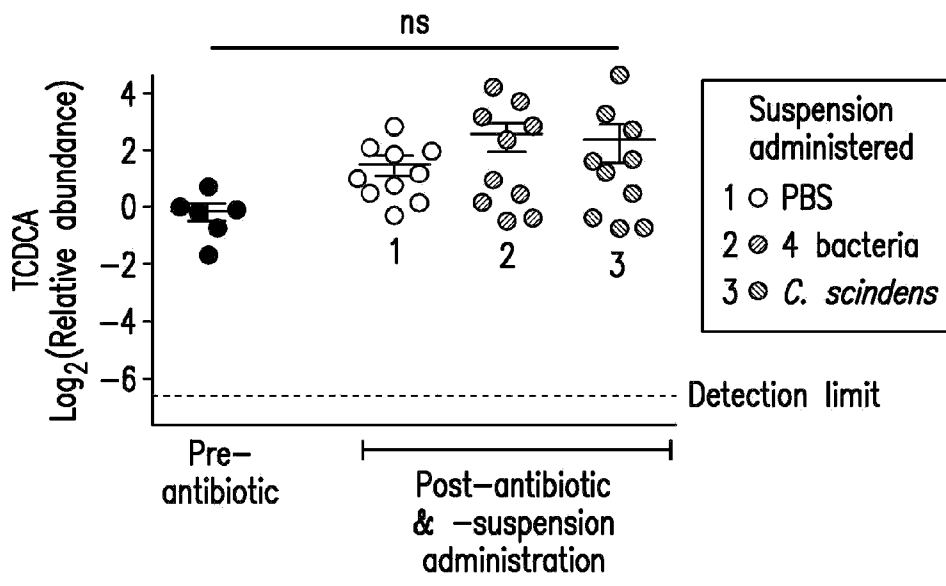 ns
TCDCA
Log2(Relative abundance)
4
2
0
−2
−4
−6
1
2
3
Detection limit
Pre–
antibiotic
Post–antibiotic
& –suspension
administration
Suspension
administered
1 PBS
2 4 bacteria
3 C. scindens